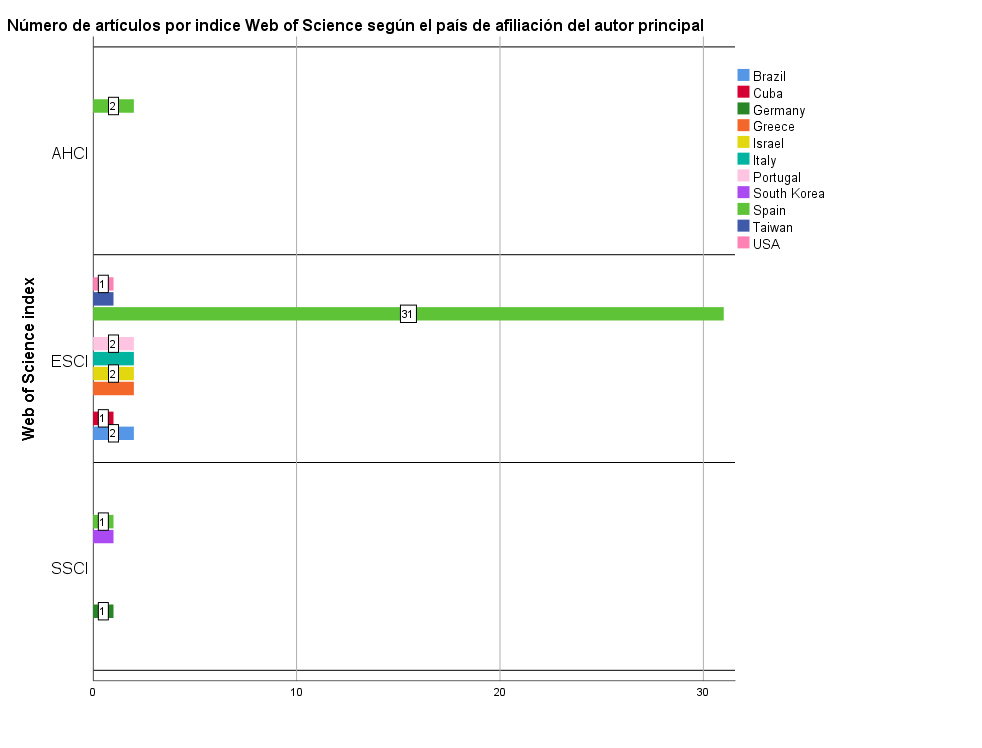 Número de artículos por indice Web of Science según el país de afiliación del autor principal
Brazil
Cuba
Germany
Greece
Israel
Italy
Portugal
South Korea
Spain
Taiwan
USA
Web of Science index
AHCI
2
ESCI
1
31
2
2
1
2
SSCI
1
1
0 10 20 30